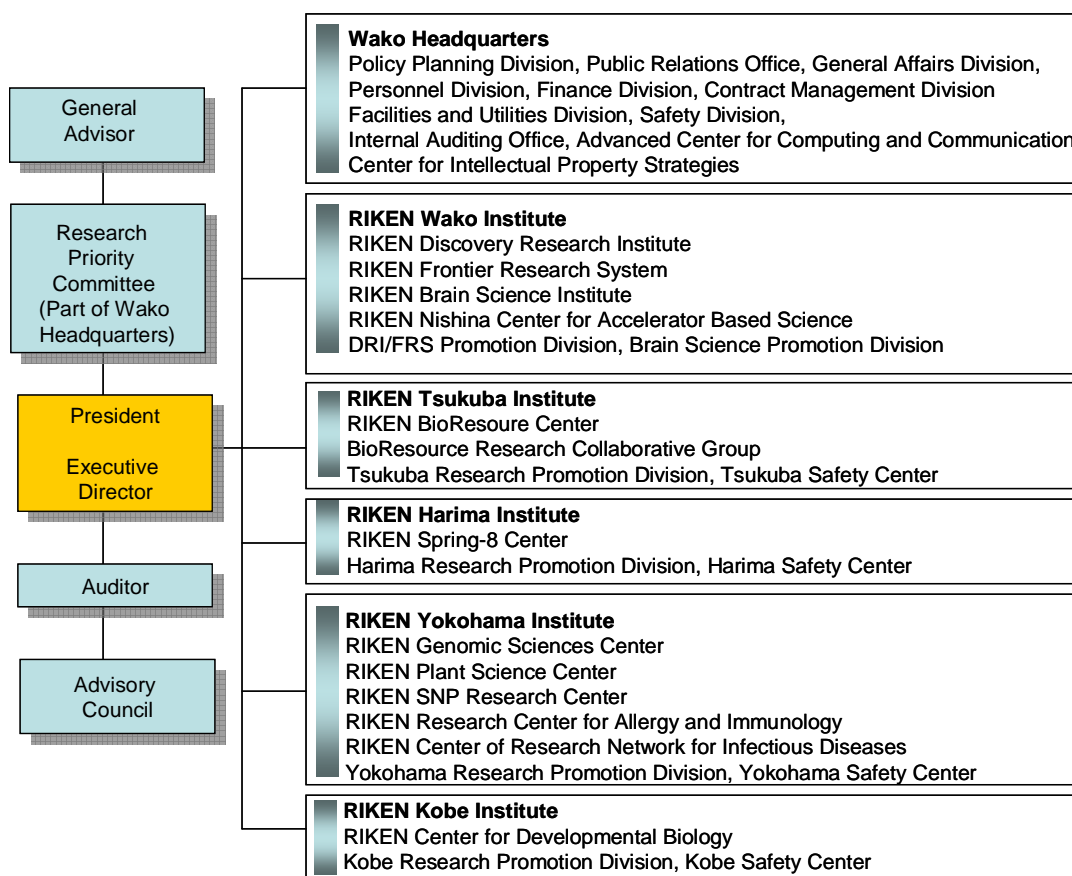 General
Advisor
Research
Priority
Committee
(Part of Wako
Headquarters)
President
Executive
Director
Auditor
Advisory
Council
Wako Headquarters
Policy Planning Division, Public Relations Office, General Affairs Division,
Personnel Division, Finance Division, Contract Management Division
Facilities and Utilities Division, Safety Division,
Internal Auditing Office, Advanced Center for Computing and Communication
Center for Intellectual Property Strategies
RIKEN Wako Institute
RIKEN Discovery Research Institute
RIKEN Frontier Research System
RIKEN Brain Science Institute
RIKEN Nishina Center for Accelerator Based Science
DRI/FRS Promotion Division, Brain Science Promotion Division
RIKEN Tsukuba Institute
RIKEN BioResoure Center
BioResource Research Collaborative Group
Tsukuba Research Promotion Division, Tsukuba Safety Center
RIKEN Harima Institute
RIKEN Spring-8 Center
Harima Research Promotion Division, Harima Safety Center
RIKEN Yokohama Institute
RIKEN Genomic Sciences Center
RIKEN Plant Science Center
RIKEN SNP Research Center
RIKEN Research Center for Allergy and Immunology
RIKEN Center of Research Network for Infectious Diseases
Yokohama Research Promotion Division, Yokohama Safety Center
RIKEN Kobe Institute
RIKEN Center for Developmental Biology
Kobe Research Promotion Division, Kobe Safety Center